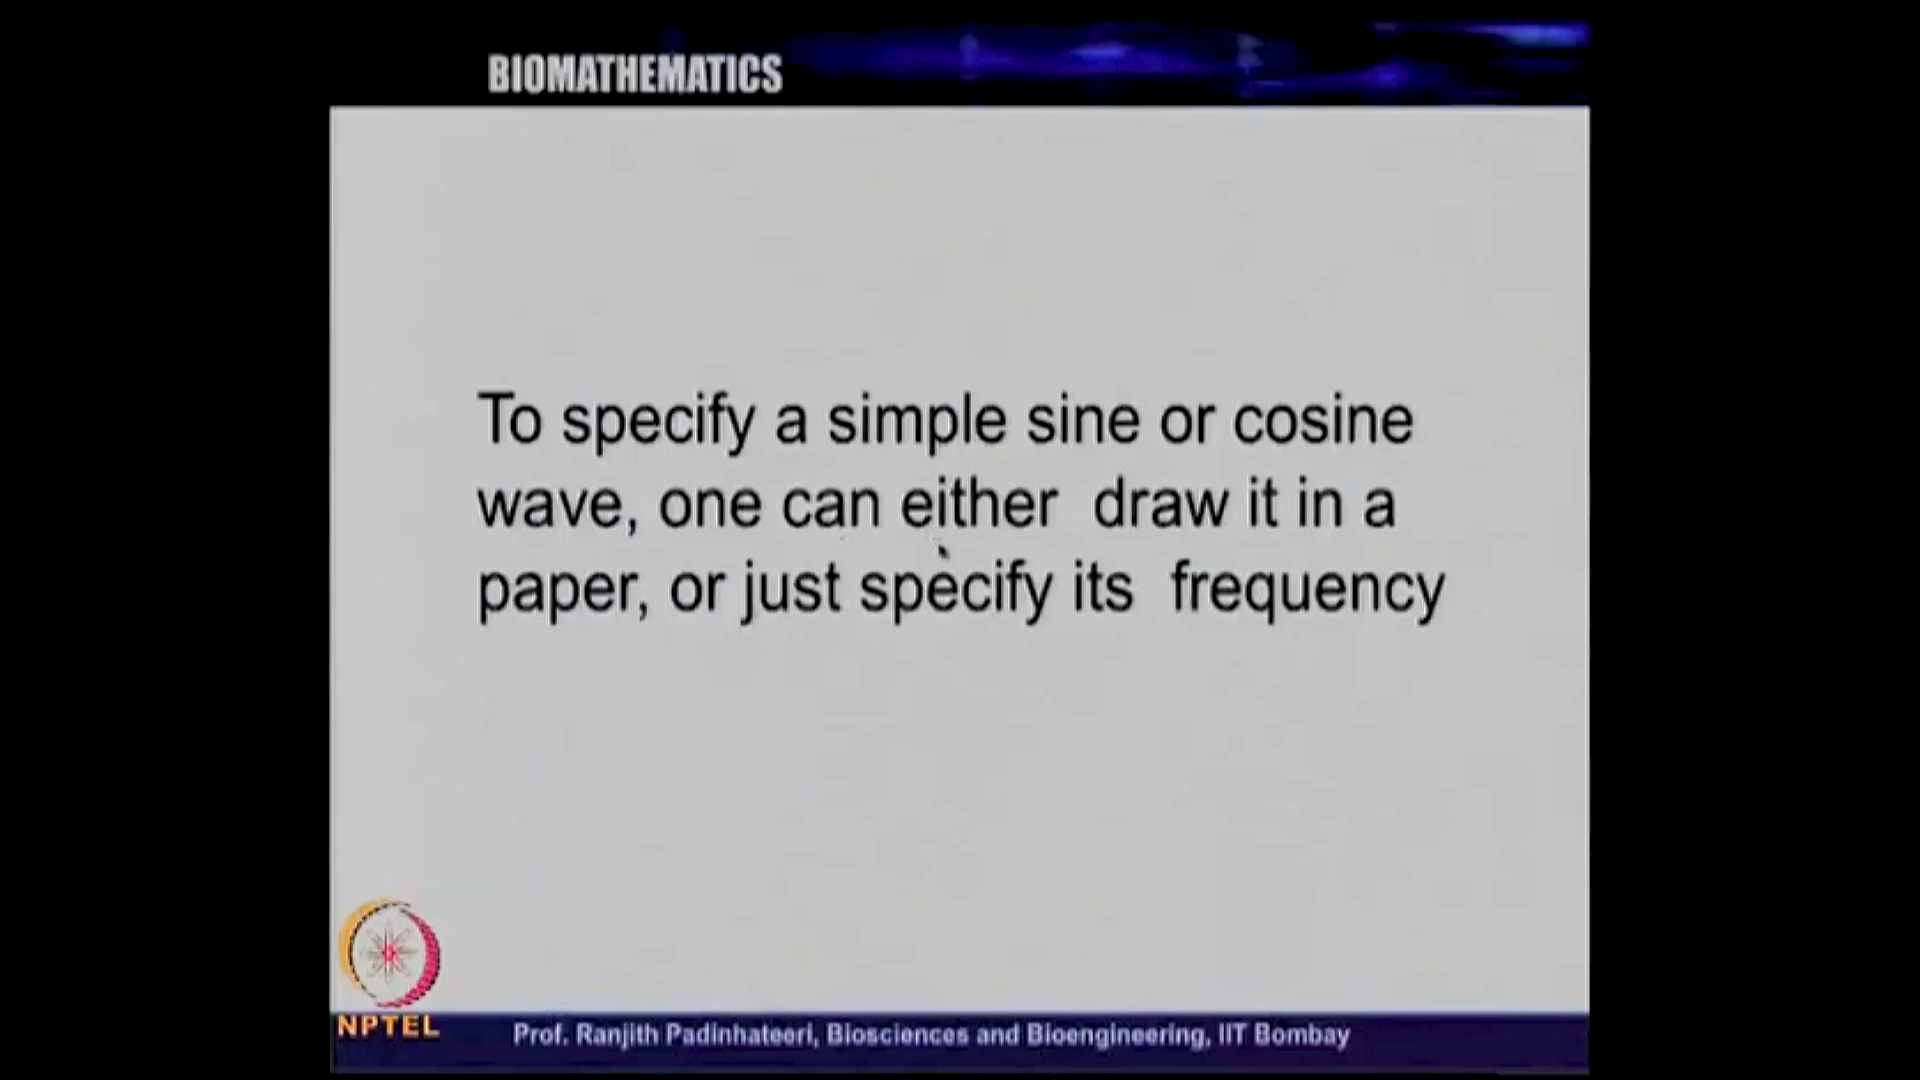 BIOMATHEMATICS
To specify a simple sine or cosine
wave, one can either draw it in a
paper, or just specify its frequency
NPTEL
Prof. Ranjith Padinhateeri, Biosciences and Bioengineering, IIT Bombay